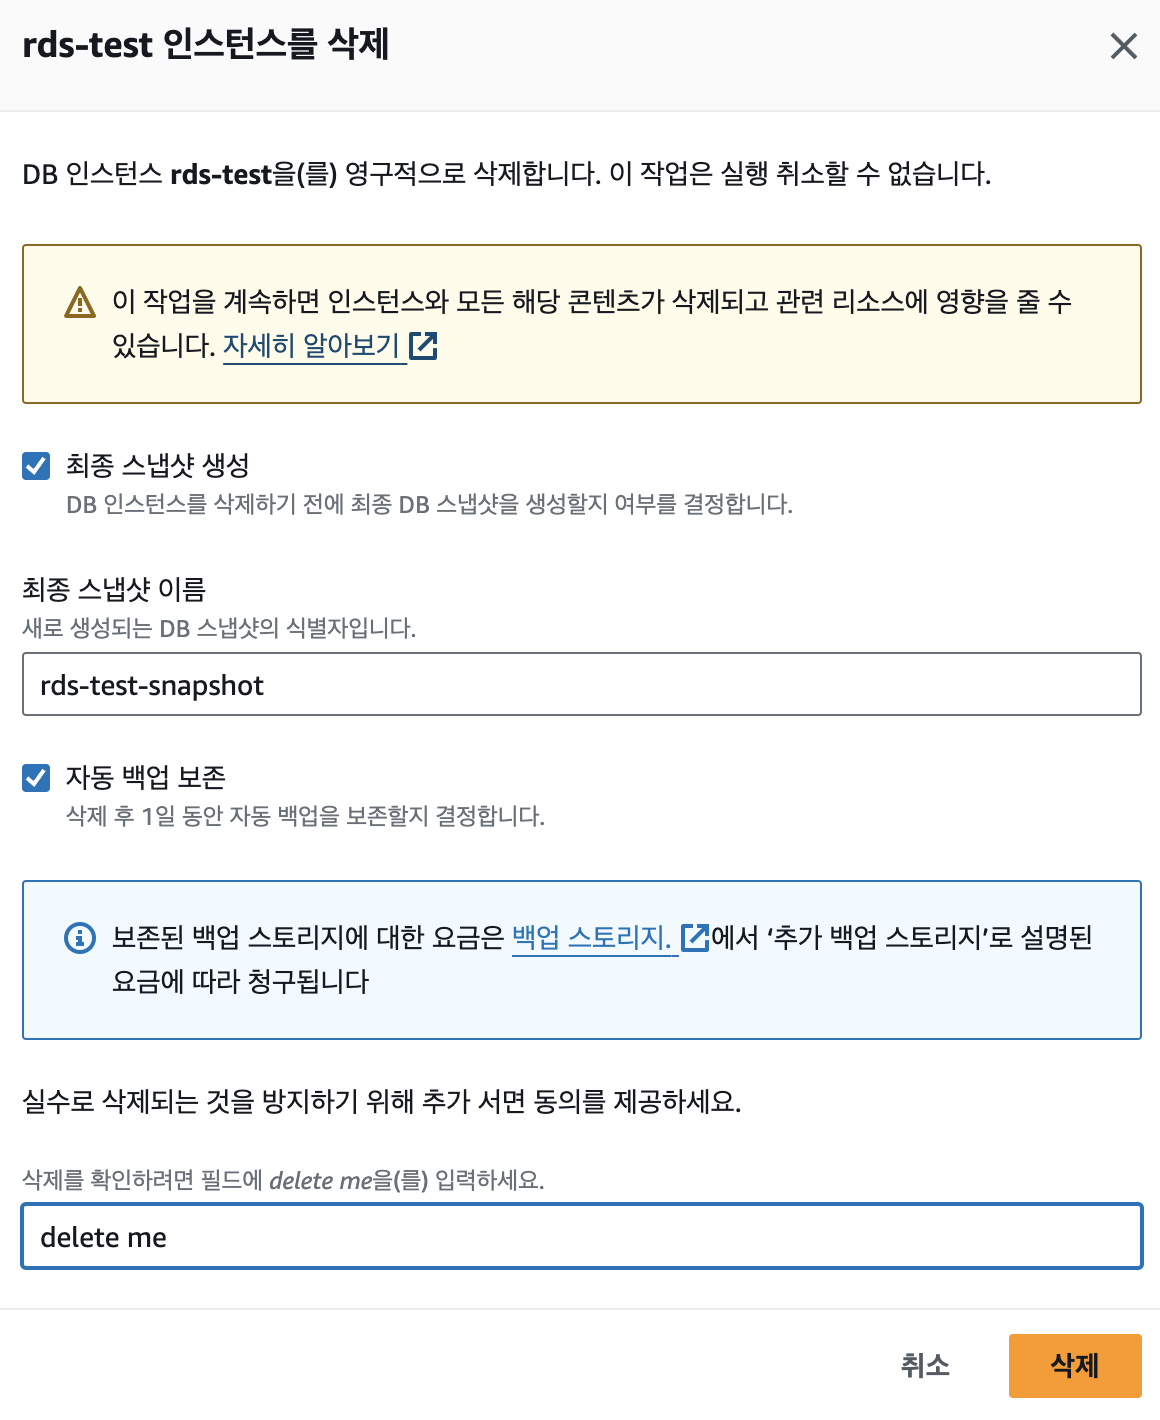 rds-test 인스턴스를 삭제
DB 인스턴스 rds-test을(를) 영구적으로 삭제합니다. 이 작업은 실행 취소할 수 없습니다.
이 작업을 계속하면 인스턴스와 모든 해당 콘텐츠가 삭제되고 관련 리소스에 영향을 줄 수
있습니다. 자세히 알아보기
최종 스냅샷 생성
DB 인스턴스를 삭제하기 전에 최종 DB 스냅샷을 생성할지 여부를 결정합니다.
최종 스냅샷 이름
새로 생성되는 DB 스냅샷의 식별자입니다.
rds-test-snapshot
자동 백업 보존
삭제 후 1일 동안 자동 백업을 보존할지 결정합니다.
보존된 백업 스토리지에 대한 요금은 백업 스토리지. 에서 ‘추가 백업 스토리지’로 설명된
요금에 따라 청구됩니다
실수로 삭제되는 것을 방지하기 위해 추가 서면 동의를 제공하세요.
삭제를 확인하려면 필드에 delete me을(를) 입력하세요.
delete me
취소 삭제